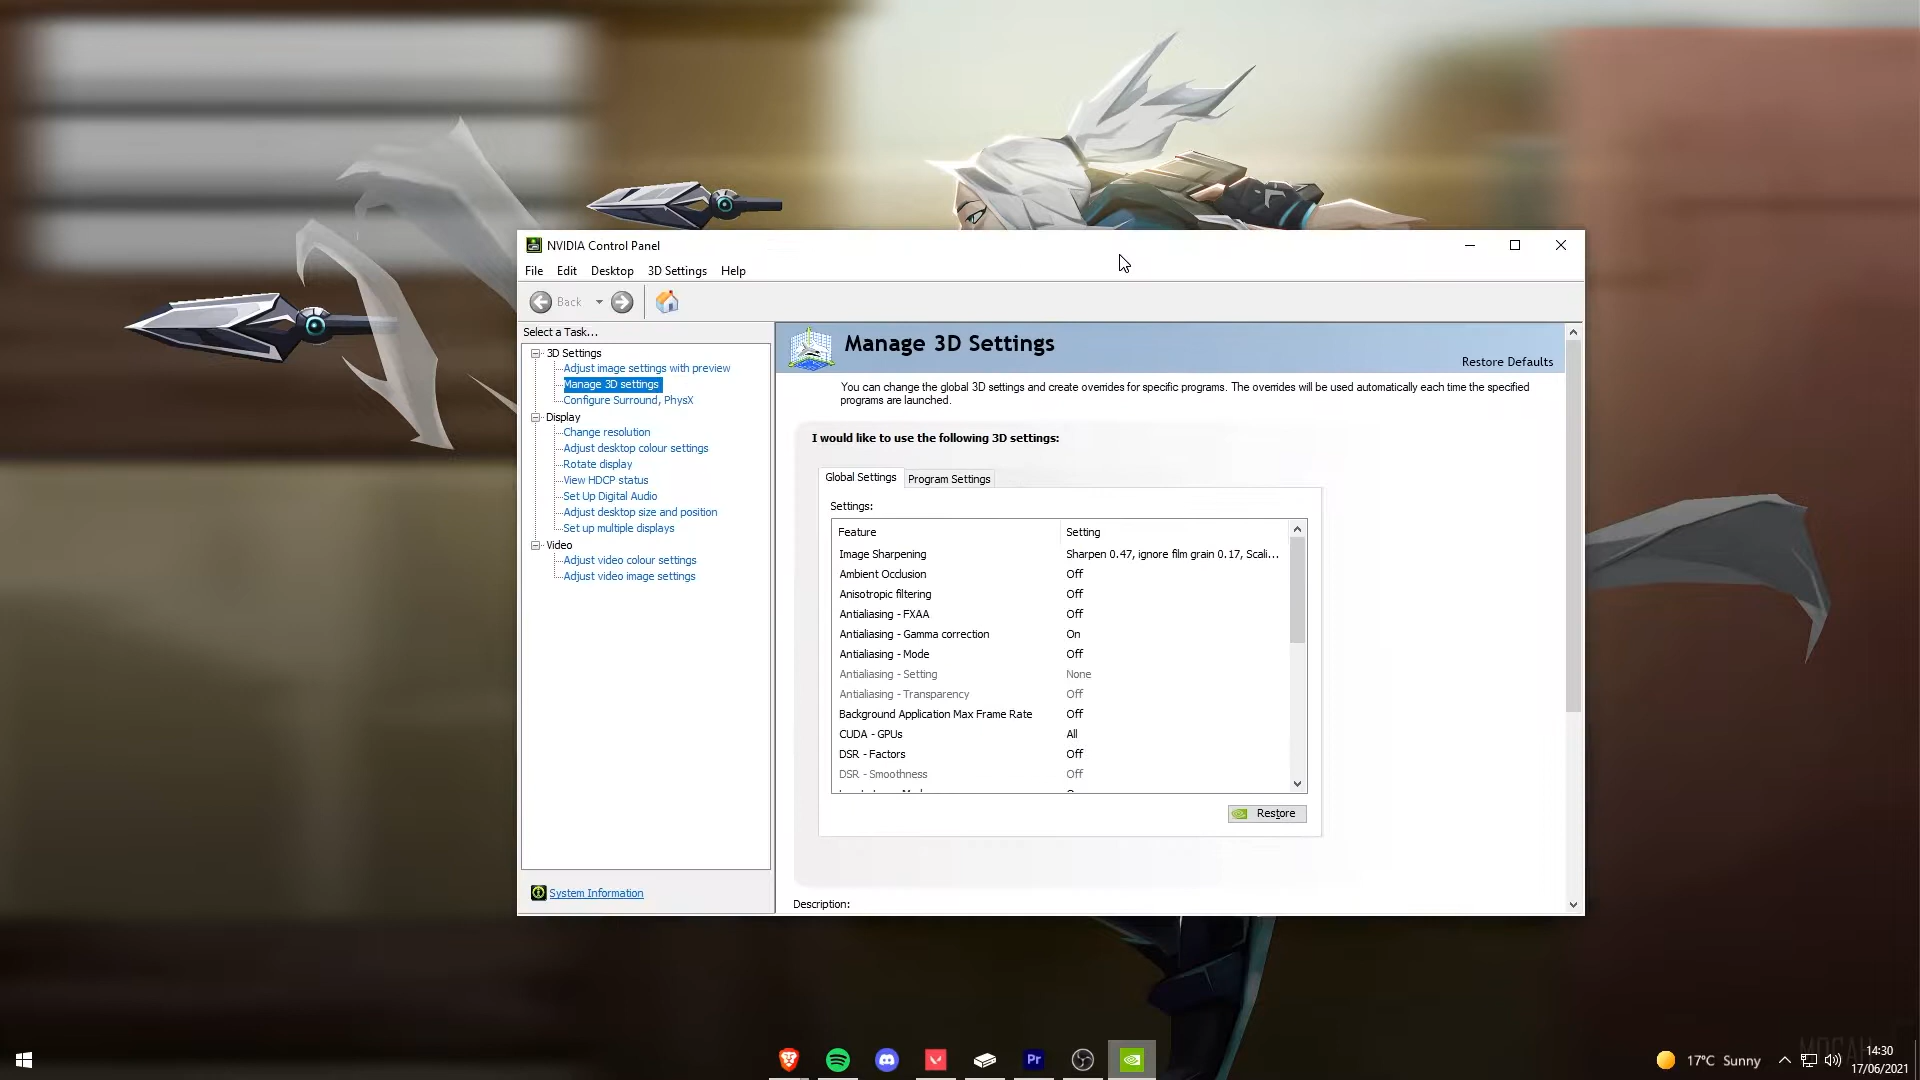 NVIDIA Control Panel
File Edit Desktop 3D Settings Help
Back
Select a Task...
3D Settings
Adjust image settings with preview
Manage 3D settings
Configure Surround, PhysX
Display
Change resolution
Adjust desktop colour settings
Rotate display
View HDCP status
Set Up Digital Audio
Adjust desktop size and position
Set up multiple displays
Video
Adjust video colour settings
Adjust video image settings
System Information
Manage 3D Settings
Restore Defaults
You can change the global 3D settings and create overrides for specific programs. The overrides will be used automatically each time the specified
programs are launched.
I would like to use the following 3D settings:
Global Settings Program Settings
Settings:
Feature Setting
Image Sharpening Sharpen 0.47, ignore film grain 0.17, Scali...
Ambient Occlusion Off
Anisotropic filtering Off
Antialiasing - FXAA Off
Antialiasing - Gamma correction On
Antialiasing - Mode Off
Antialiasing - Setting None
Antialiasing - Transparency Off
Background Application Max Frame Rate Off
CUDA - GPUs All
DSR - Factors Off
DSR - Smoothness Off
Restore
Description:
Pr
17°C Sunny
14:30
17/06/2021